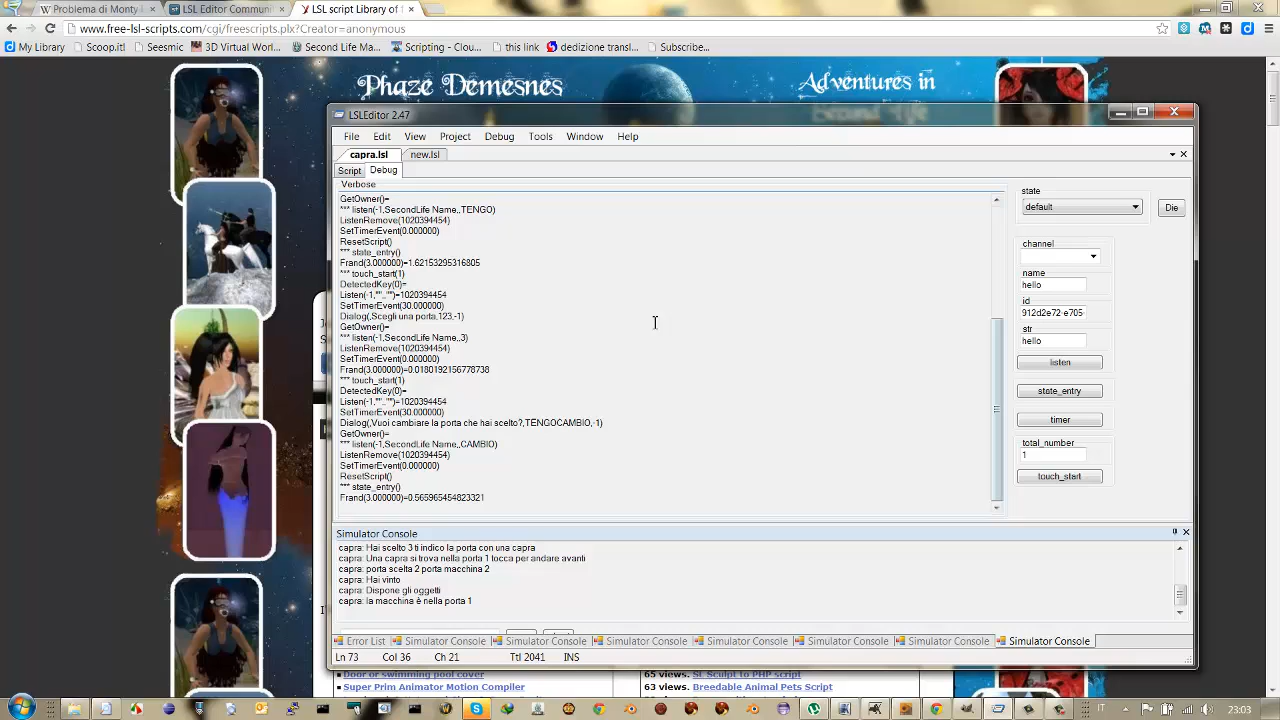 Problema di Monty
LSL Editor Communi
LSL script Library of f
www.free-lsl-scripts.com/cgi/freescripts.plx?Creator=anonymous
My Library
Scoop.it!
Seesmic
3D Virtual Worl...
Second Life Ma...
Scripting - Clou...
this link
dedizione transl...
Subscribe...
Phaze Demesnes
Adventures in
LSLEditor 2.47
File Edit View Project Debug Tools Window Help
capra.lsl new.lsl
Script Debug
Verbose
GetOwner()=
*** listen(-1,SecondLife Name,,TENGO)
ListenRemove(1020394454)
SetTimerEvent(0.000000)
ResetScript()
*** state_entry()
Frand(3.000000)=1.62153295316805
*** touch_start(1)
DetectedKey(0)=
Listen(-1,"",,"")=1020394454
SetTimerEvent(30.000000)
Dialog(,Scegli una porta,123,-1)
GetOwner()=
*** listen(-1,SecondLife Name,,3)
ListenRemove(1020394454)
SetTimerEvent(0.000000)
Frand(3.000000)=0.0180192156778738
*** touch_start(1)
DetectedKey(0)=
Listen(-1,"",,"")=1020394454
SetTimerEvent(30.000000)
Dialog(,Vuoi cambiare la porta che hai scelto?,TENGOCAMBIO,-1)
GetOwner()=
*** listen(-1,SecondLife Name,,CAMBIO)
ListenRemove(1020394454)
SetTimerEvent(0.000000)
ResetScript()
*** state_entry()
Frand(3.000000)=0.565965454823321
state
default
Die
channel
name
hello
id
912d2e72-e705-
str
hello
listen
state_entry
timer
total_number
1
touch_start
Simulator Console
capra: Hai scelto 3 ti indico la porta con una capra
capra: Una capra si trova nella porta 1 tocca per andare avanti
capra: porta scelta 2 porta macchina 2
capra: Hai vinto
capra: Dispone gli oggetti
capra: la macchina è nella porta 1
Error List Simulator Console Simulator Console Simulator Console Simulator Console Simulator Console Simulator Console Simulator Console
Ln 73 Col 36 Ch 21 Ttl 2041 INS
Door or swimming pool cover
65 views. SL Sculpt to PHP script
Super Prim Animator Motion Compiler
63 views. Breedable Animal Pets Script
IT
23:03